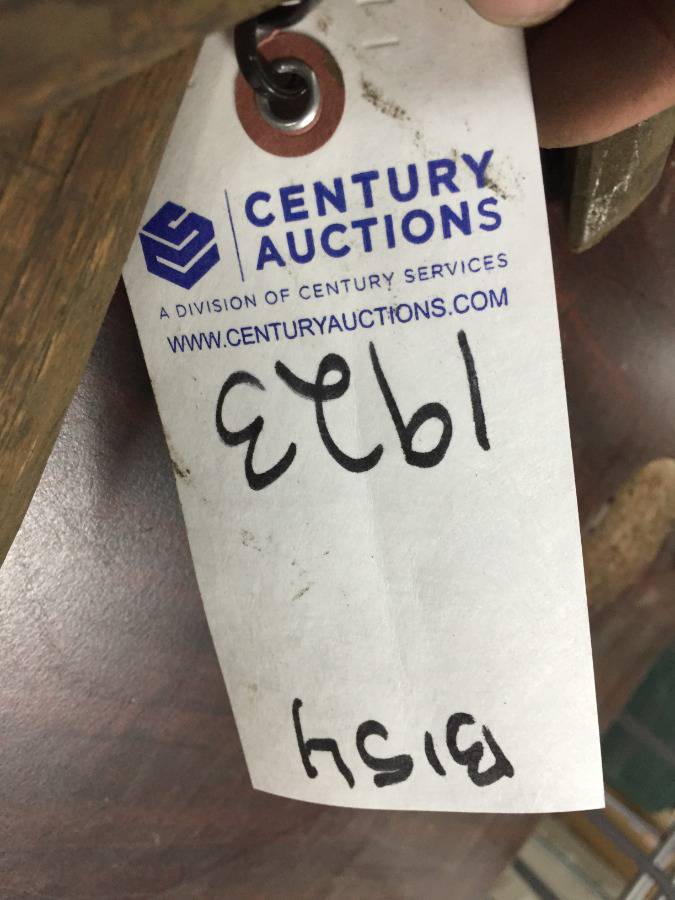 CENTURY
AUCTIONS
A DIVISION OF CENTURY SERVICES
WWW.CENTURYAUCTIONS.COM
1923
B154